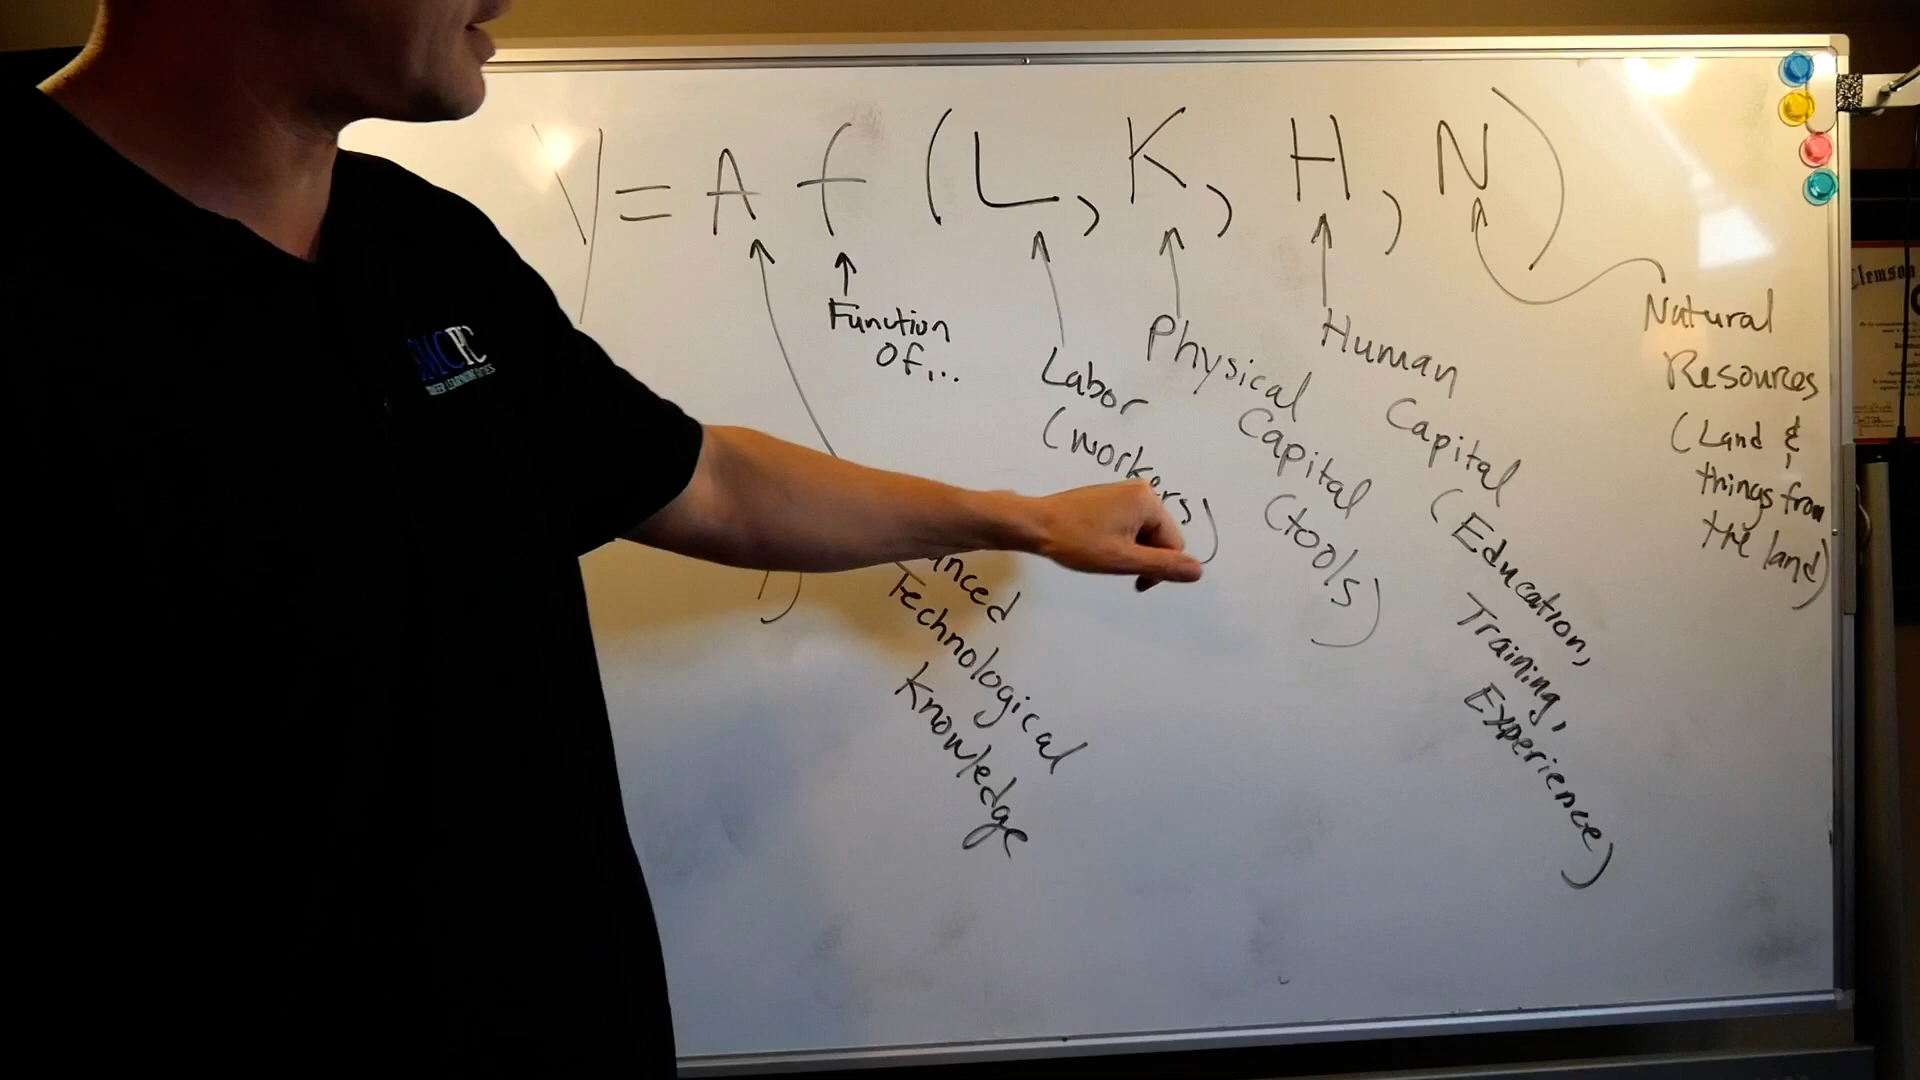 Y = A f (L, K, H, N)
Function
Of...
Labor
(workers)
Physical
Capital
(tools)
Human
Capital
(Education,
Training,
Experience)
Natural
Resources
(Land &
things from
the land)
Technological
Knowledge
Clemson